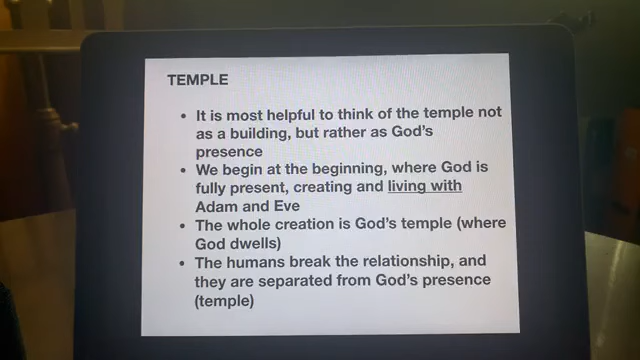 TEMPLE
• It is most helpful to think of the temple not
as a building, but rather as God's
presence
• We begin at the beginning, where God is
fully present, creating and living with
Adam and Eve
• The whole creation is God's temple (where
God dwells)
• The humans break the relationship, and
they are separated from God's presence
(temple)